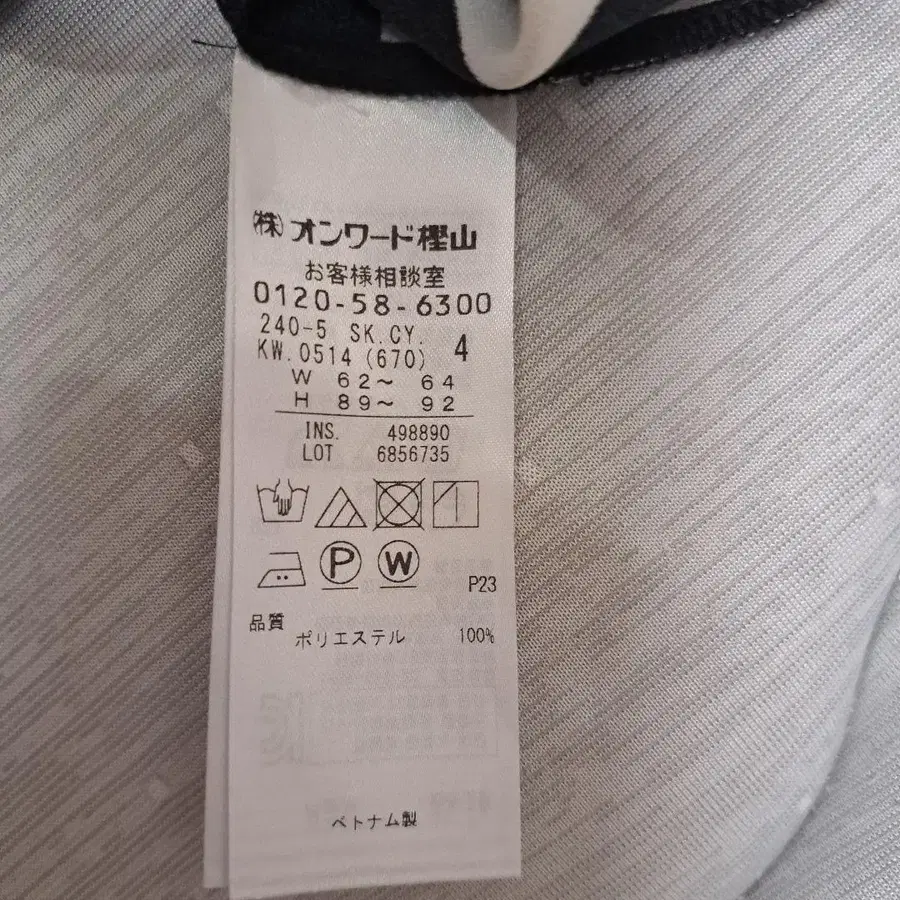 ㈱オンワード樫山
お客様相談室
0120-58-6300
240-5 SK.CY. 4
KW.0514(670)
W 62〜 64
H 89〜 92
INS. 498890
LOT 6856735
P W
P23
品質
ポリエステル 100%
ベトナム製